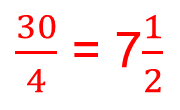 30/4 = 7 1/2